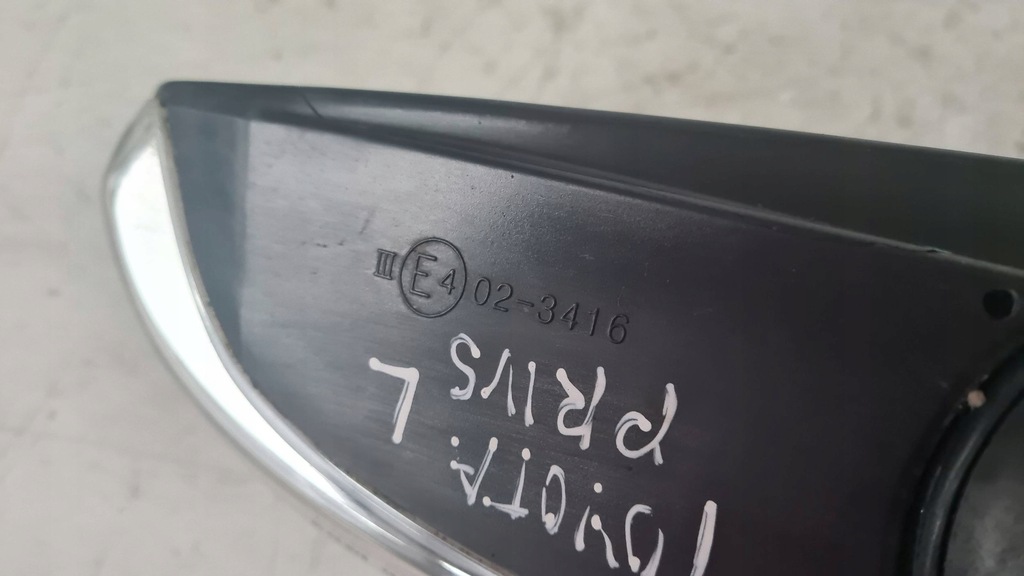 III E4 02-3416
TOYOTA
PRIUS
L